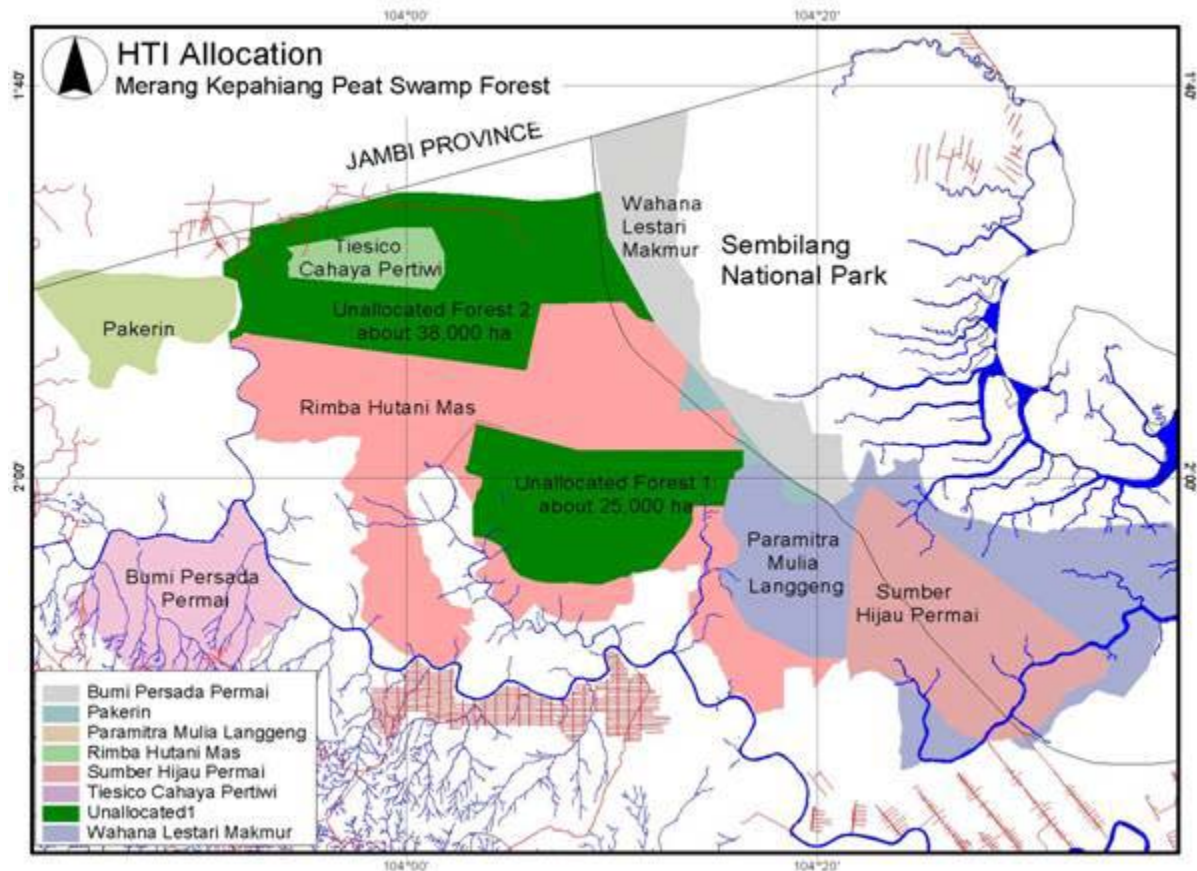 104°00'
104°20'
HTI Allocation
Merang Kepahiang Peat Swamp Forest
1°40'
1°40'
JAMBI PROVINCE
Wahana
Lestari
Makmur
Sembilang
National Park
Tiesico
Cahaya Pertiwi
Unallocated Forest 2:
about 38,000 ha
Pakerin
Rimba Hutani Mas
2°00'
2°00'
Unallocated Forest 1:
about 25,000 ha
Paramitra
Mulia
Langgeng
Sumber
Hijau Permai
Bumi Persada
Permai
Bumi Persada Permai
Pakerin
Paramitra Mulia Langgeng
Rimba Hutani Mas
Sumber Hijau Permai
Tiesico Cahaya Pertiwi
Unallocated1
Wahana Lestari Makmur
104°00'
104°20'